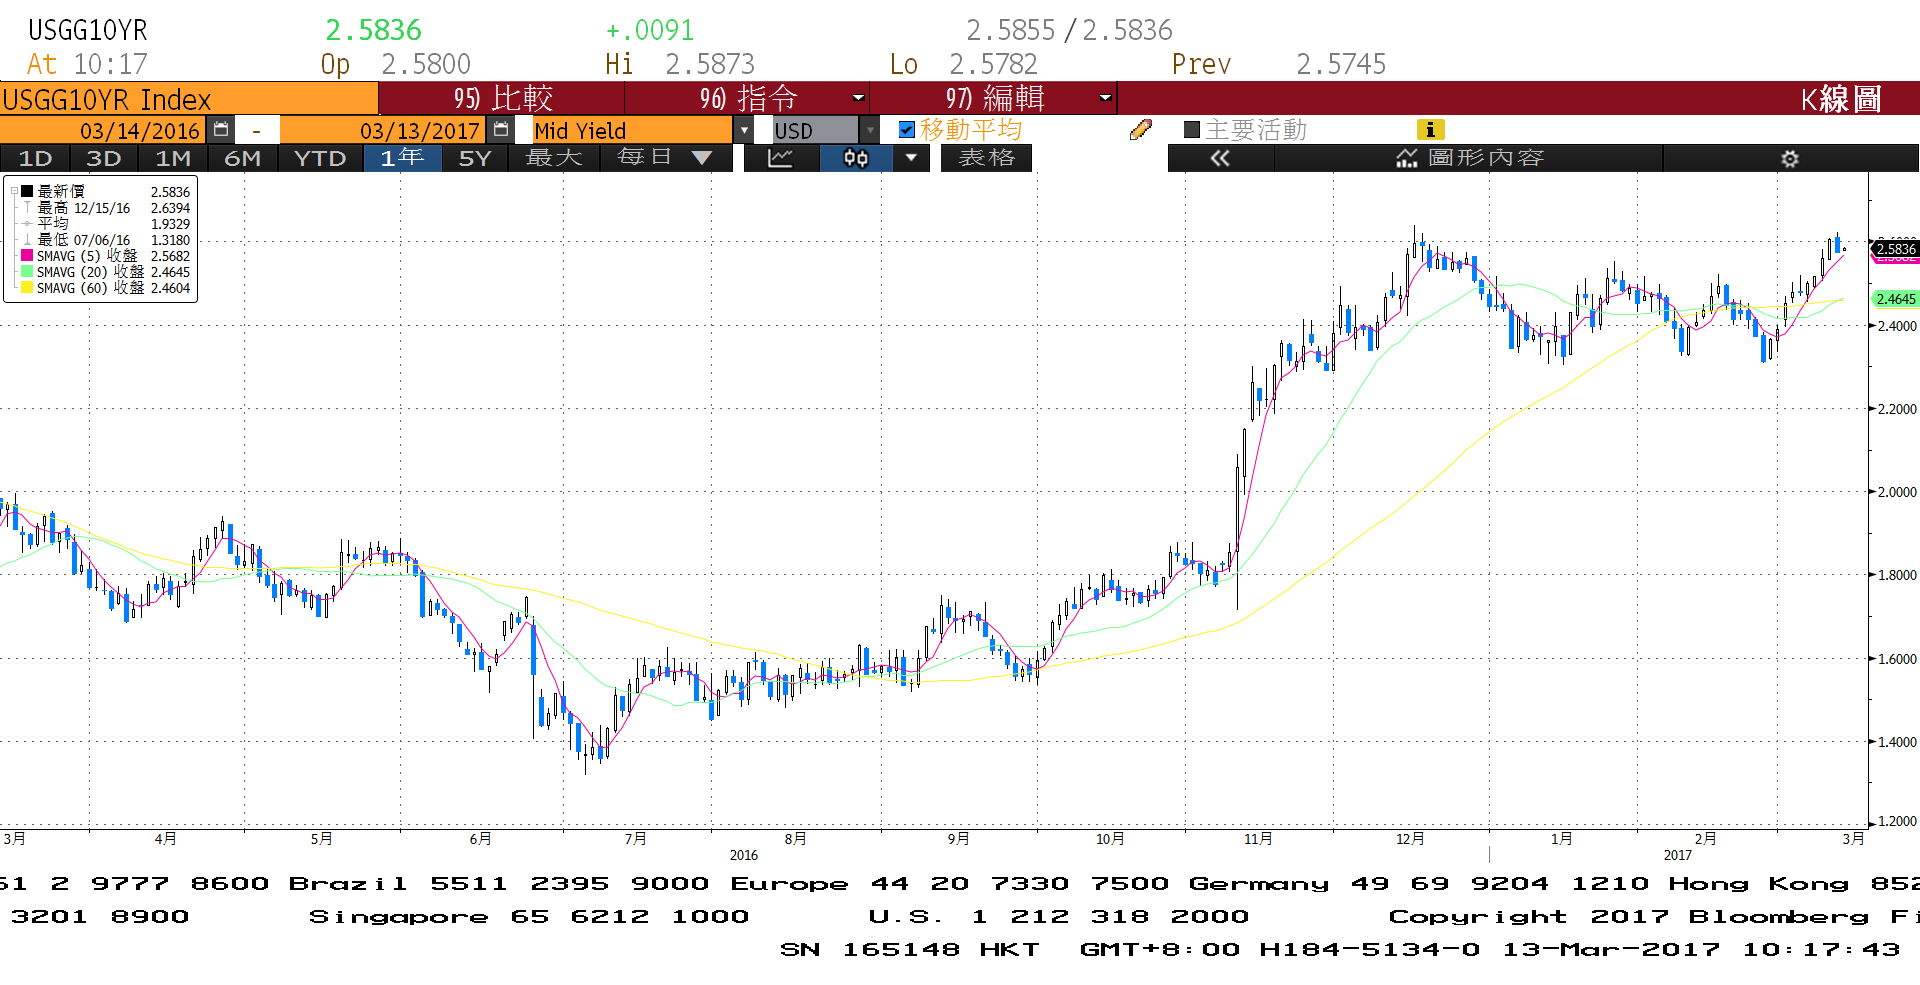 USGG10YR 2.5836 +.0091 2.5855 / 2.5836
At 10:17 Op 2.5800 Hi 2.5873 Lo 2.5782 Prev 2.5745
USGG10YR Index 95) 比較 96) 指令 97) 編輯 K線圖
03/14/2016 - 03/13/2017 Mid Yield USD 移動平均 主要活動
1D 3D 1M 6M YTD 1年 5Y 最大 每日 表格 圖形內容
最新價 2.5836
最高 12/15/16 2.6394
平均 1.9329
最低 07/06/16 1.3180
SMAVG (5) 收盤 2.5682
SMAVG (20) 收盤 2.4645
SMAVG (60) 收盤 2.4604
2.5836
2.4645
2.4000
2.2000
2.0000
1.8000
1.6000
1.4000
1.2000
3月 4月 5月 6月 7月 8月 9月 10月 11月 12月 1月 2月 3月
2016 2017
61 2 9777 8600 Brazil 5511 2395 9000 Europe 44 20 7330 7500 Germany 49 69 9204 1210 Hong Kong 852
3201 8900 Singapore 65 6212 1000 U.S. 1 212 318 2000 Copyright 2017 Bloomberg Fi
SN 165148 HKT GMT+8:00 H184-5134-0 13-Mar-2017 10:17:43